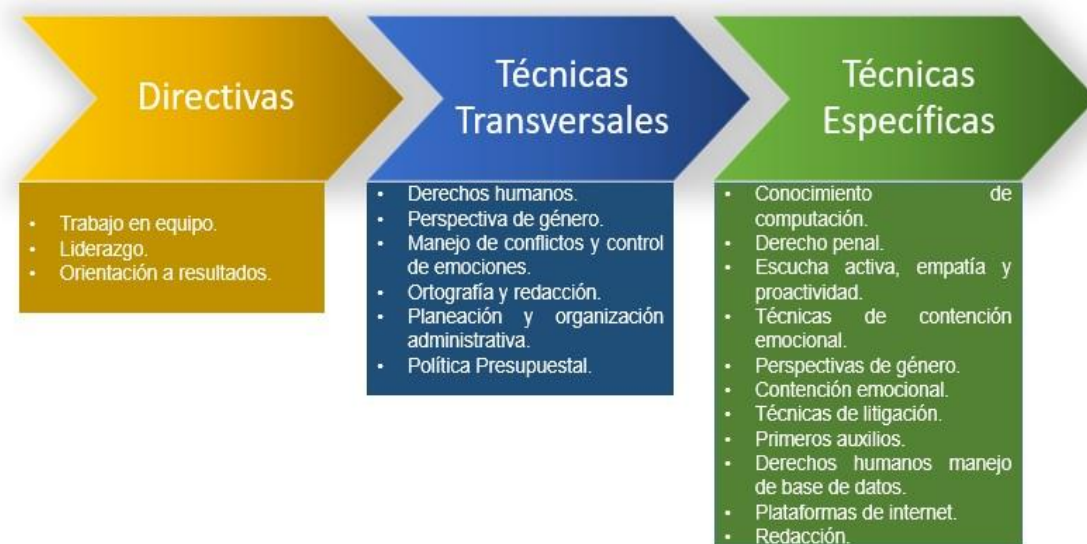 Directivas
• Trabajo en equipo.
• Liderazgo.
• Orientación a resultados.
Técnicas
Transversales
• Derechos humanos.
• Perspectiva de género.
• Manejo de conflictos y control
de emociones.
• Ortografía y redacción.
• Planeación y organización
administrativa.
• Política Presupuestal.
Técnicas
Específicas
• Conocimiento de
computación.
• Derecho penal.
• Escucha activa, empatía y
proactividad.
• Técnicas de contención
emocional.
• Perspectivas de género.
• Contención emocional.
• Técnicas de litigación.
• Primeros auxilios.
• Derechos humanos manejo
de base de datos.
• Plataformas de internet.
• Redacción.